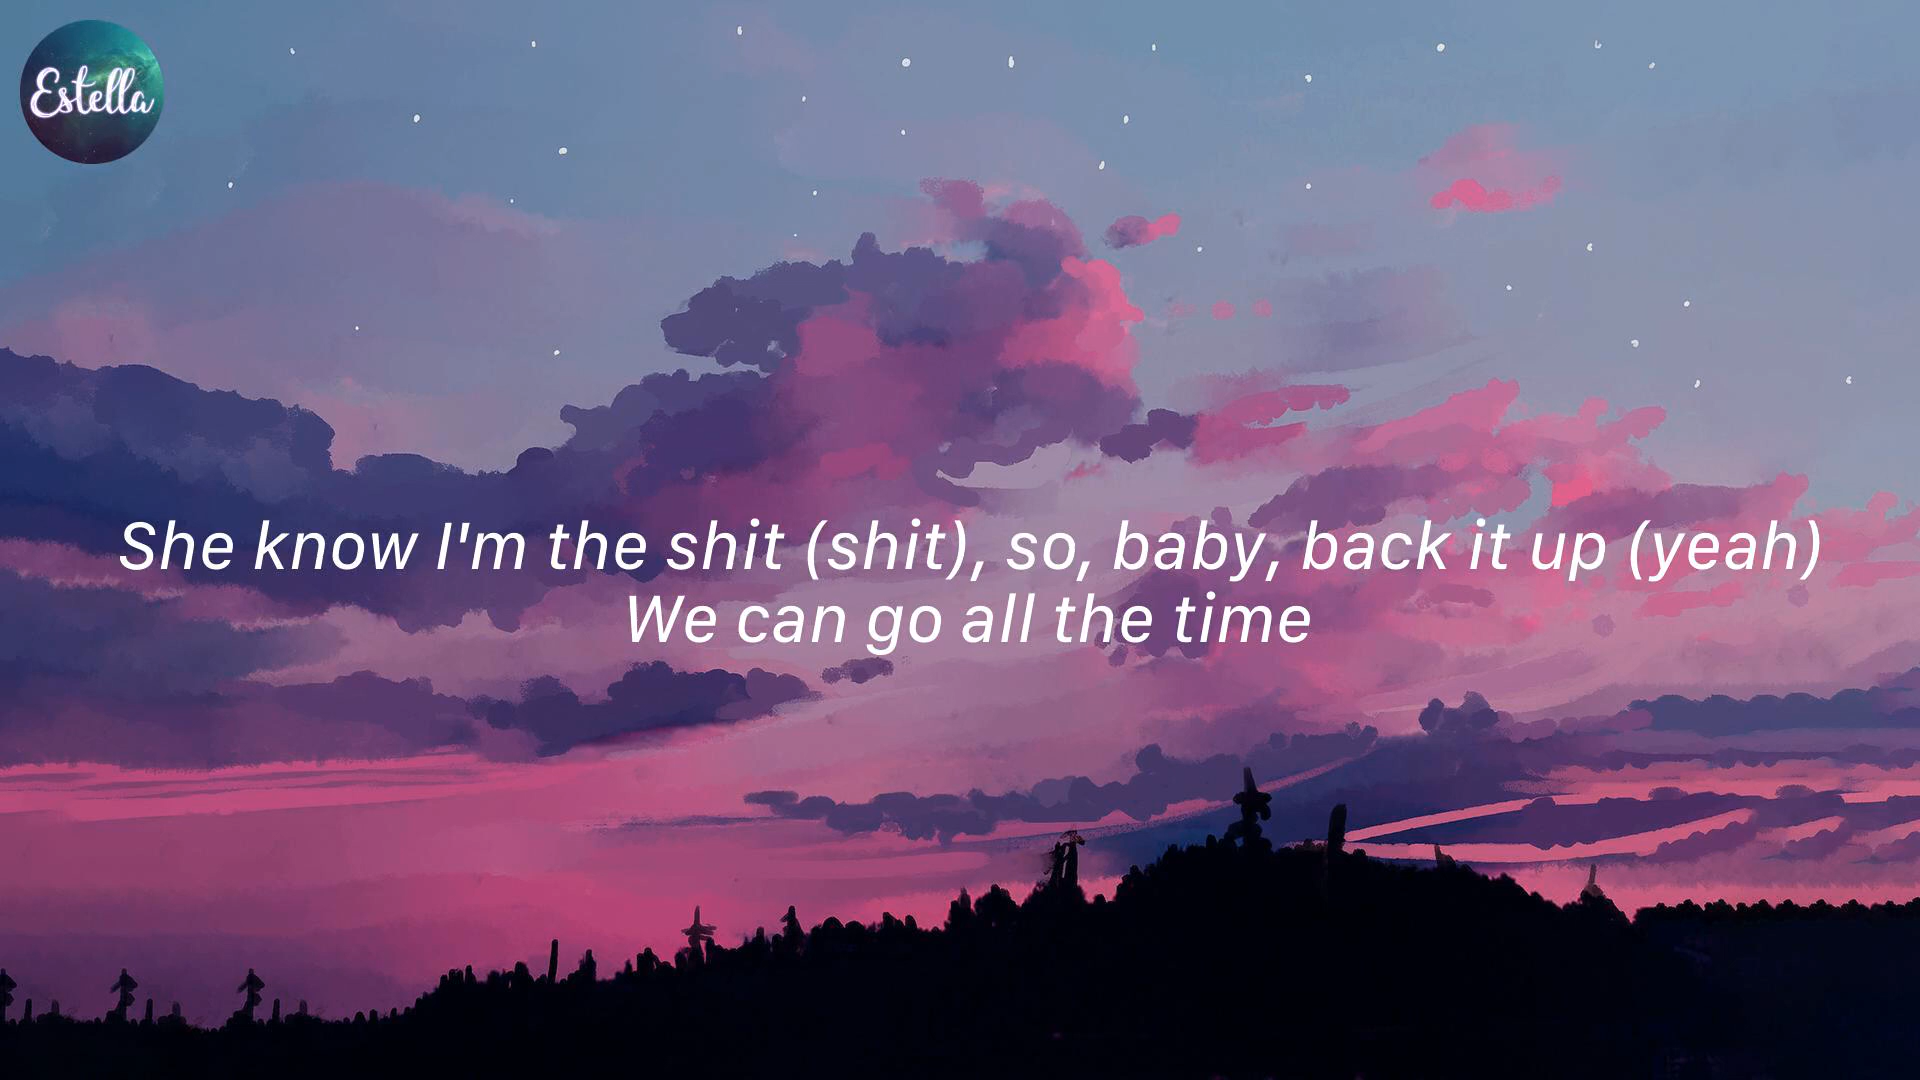 Estella
She know I'm the shit (shit), so, baby, back it up (yeah)
We can go all the time